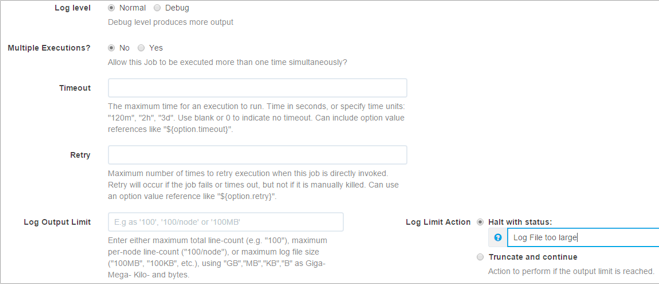 Log level Normal Debug
Debug level produces more output
Multiple Executions? No Yes
Allow this Job to be executed more than one time simultaneously?
Timeout
The maximum time for an execution to run. Time in seconds, or specify time units:
"120m", "2h", "3d". Use blank or 0 to indicate no timeout. Can include option value
references like "${option.timeout}".
Retry
Maximum number of times to retry execution when this job is directly invoked.
Retry will occur if the job fails or times out, but not if it is manually killed. Can use
an option value reference like "${option.retry}".
Log Output Limit E.g as '100', '100/node' or '100MB'
Enter either maximum total line-count (e.g. "100"), maximum
per-node line-count ("100/node"), or maximum log file size
("100MB", "100KB", etc.), using "GB","MB","KB","B" as Giga-
Mega- Kilo- and bytes.
Log Limit Action Halt with status:
? Log File too large
Truncate and continue
Action to perform if the output limit is reached.